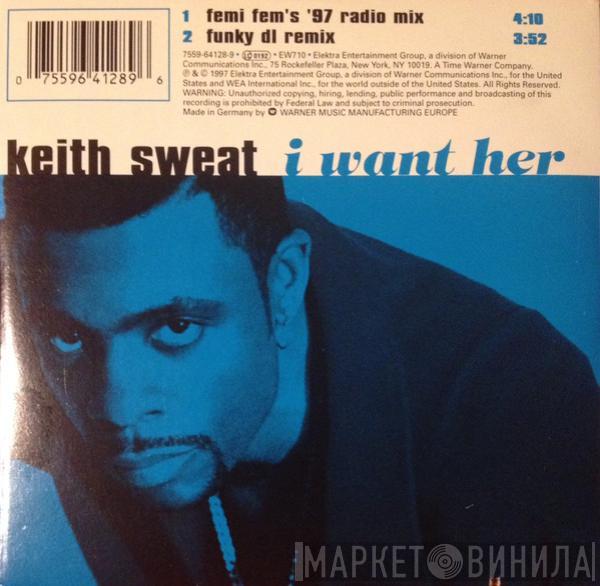 1 femi fem's '97 radio mix 4:10
2 funky dl remix 3:52
7559-64128-9 · LC 0192 · EW710 · Elektra Entertainment Group, a division of Warner
Communications Inc., 75 Rockefeller Plaza, New York, NY 10019. A Time Warner Company.
℗ & © 1997 Elektra Entertainment Group, a division of Warner Communications Inc., for the United
States and WEA International Inc., for the world outside of the United States. All Rights Reserved.
WARNING: Unauthorized copying, hiring, lending, public performance and broadcasting of this
recording is prohibited by Federal Law and subject to criminal prosecution.
Made in Germany by WARNER MUSIC MANUFACTURING EUROPE
0 75596 41289 6
keith sweat i want her
МАРКЕТ ВИНИЛА